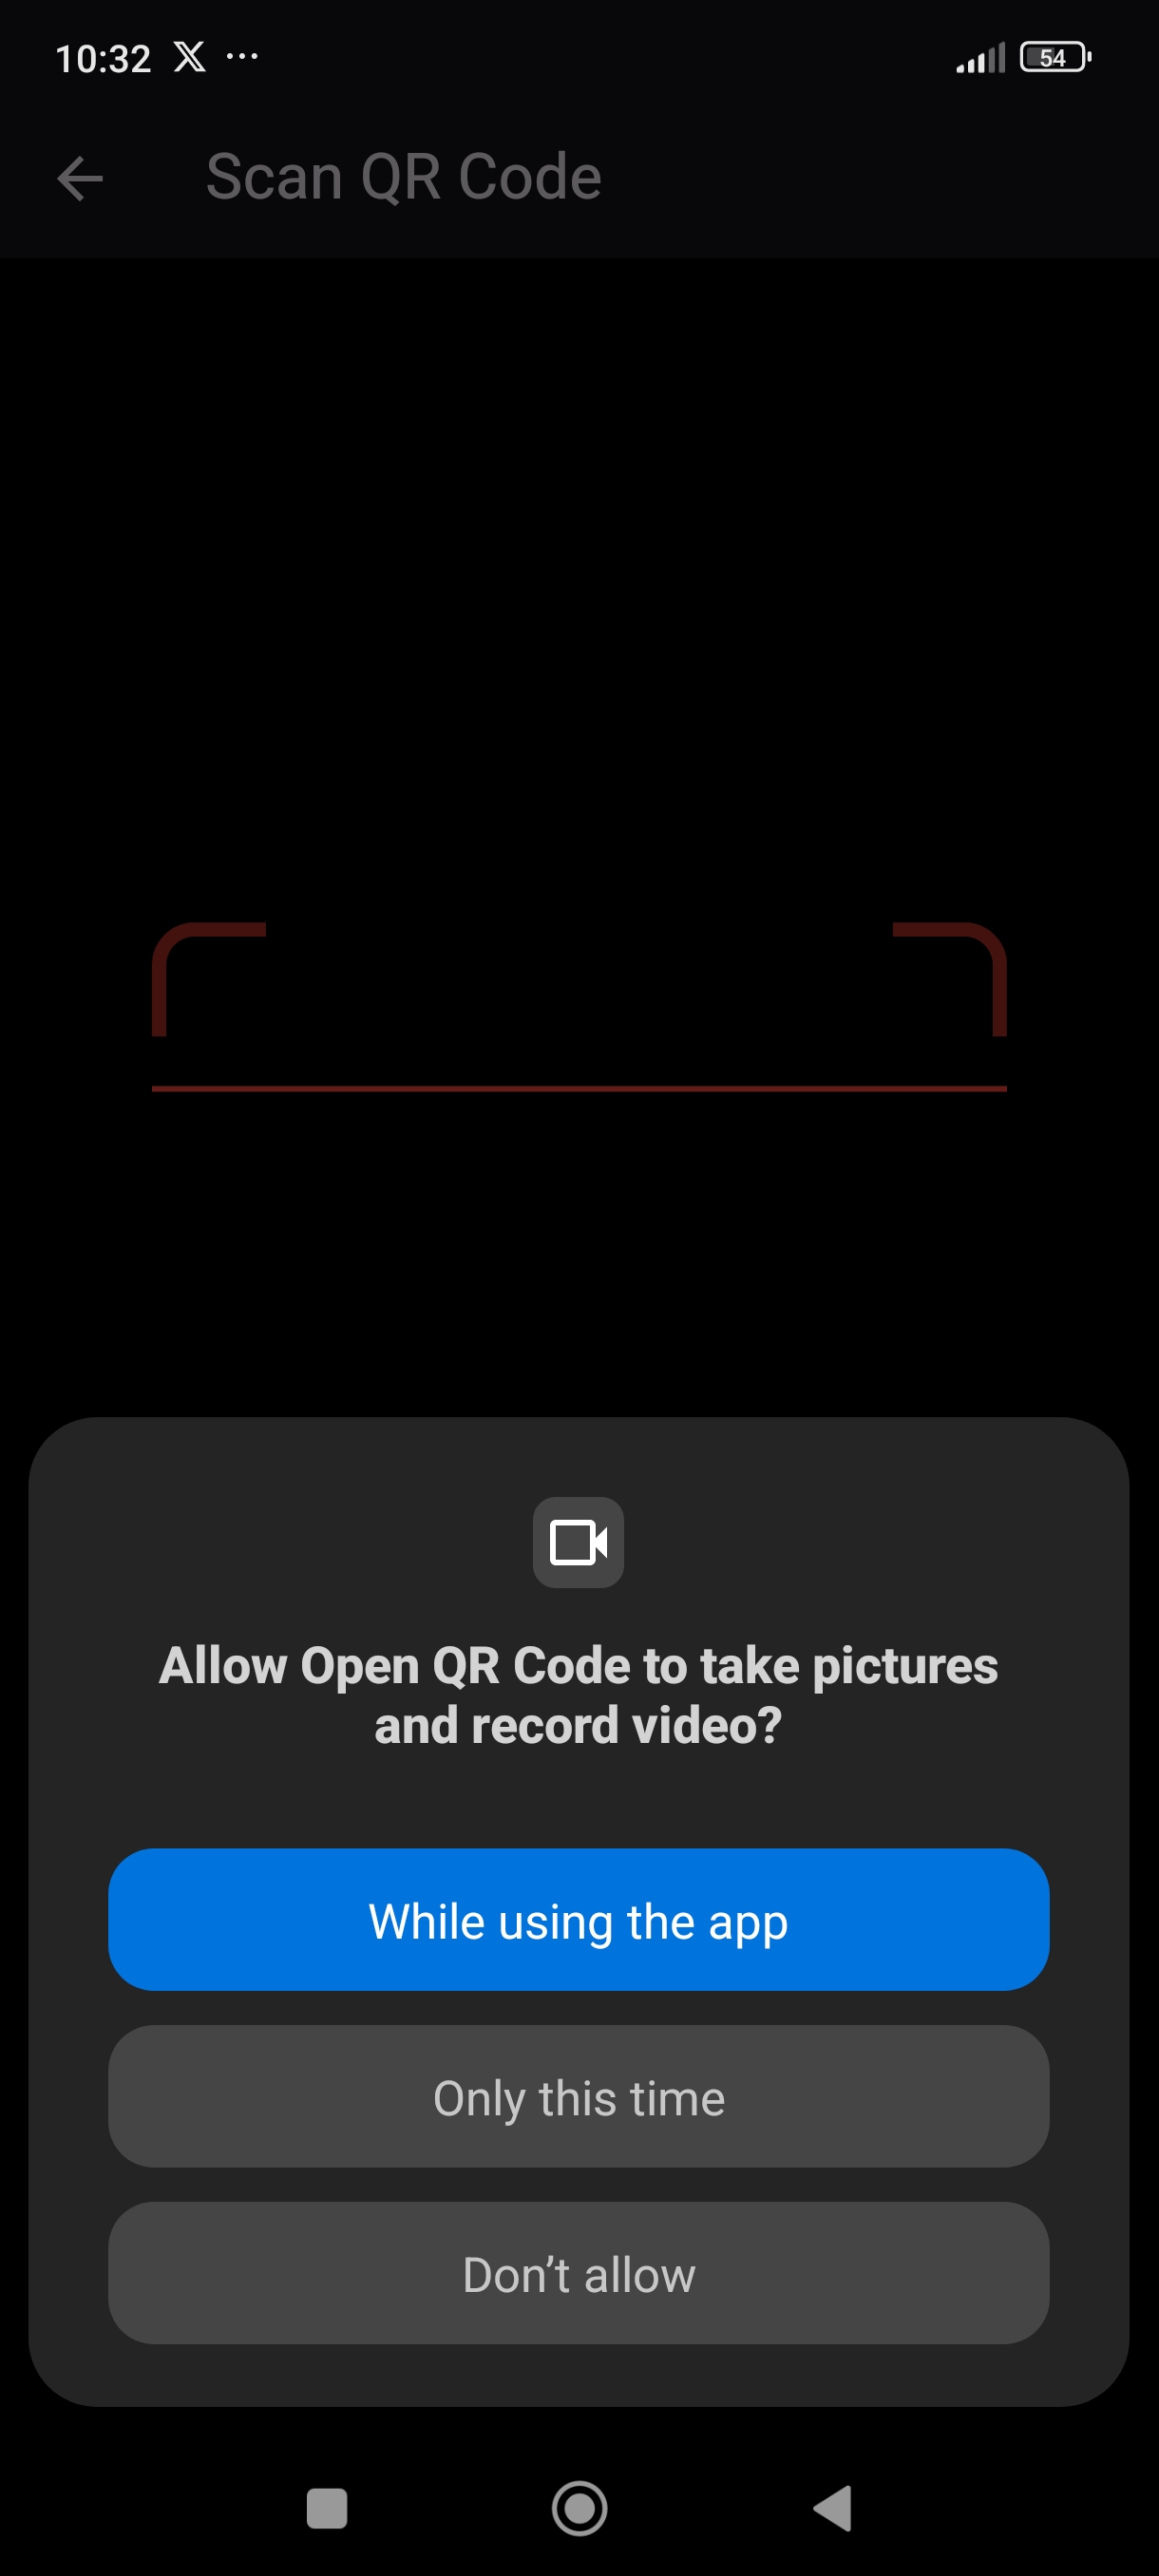 10:32
54
Scan QR Code
Allow Open QR Code to take pictures
and record video?
While using the app
Only this time
Don’t allow